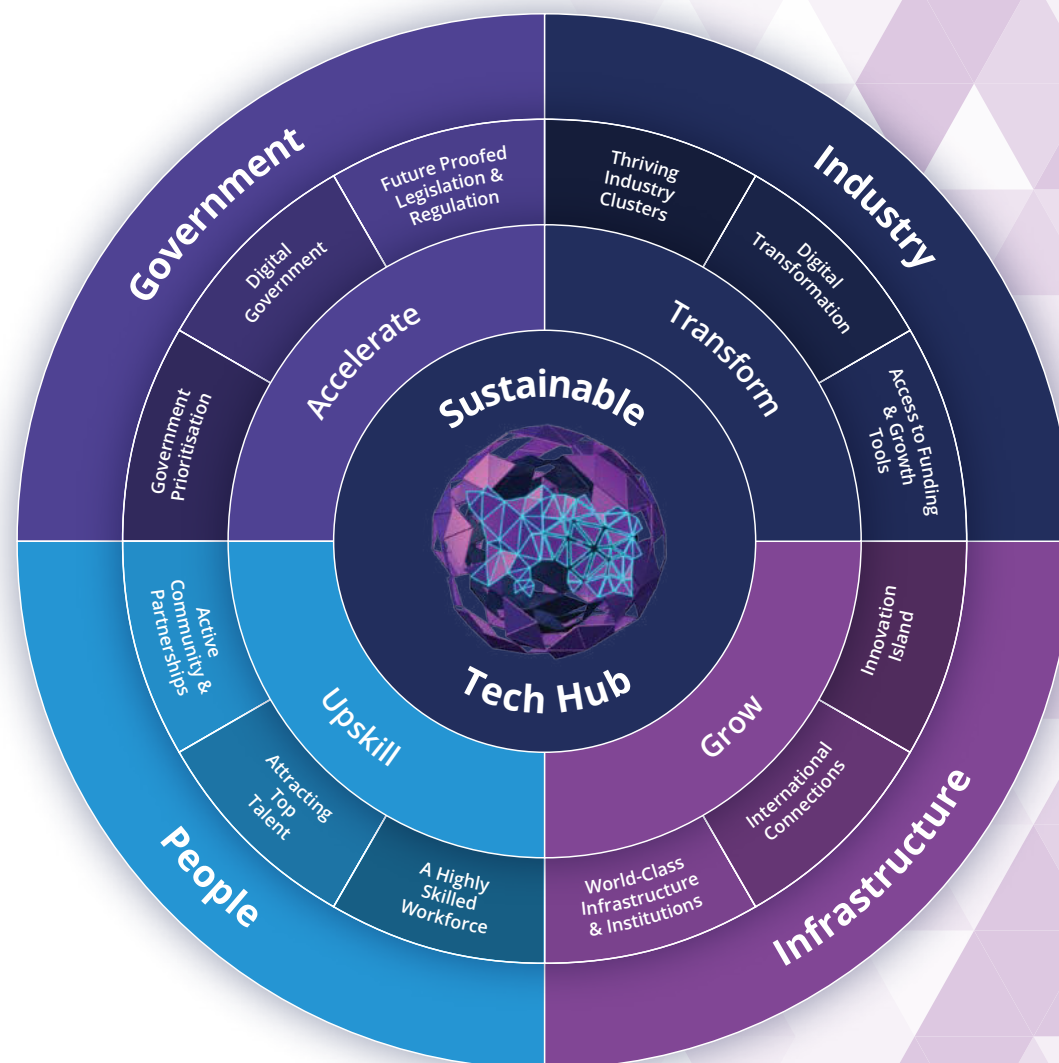 Government
Future Proofed
Legislation &
Regulation
Digital
Government
Government
Prioritisation
Accelerate
Industry
Thriving
Industry
Clusters
Digital
Transformation
Access to Funding
& Growth
Tools
Transform
Sustainable
Tech Hub
People
Active
Community &
Partnerships
Attracting
Top
Talent
A Highly
Skilled
Workforce
Upskill
Infrastructure
Innovation
Island
International
Connections
World-Class
Infrastructure
& Institutions
Grow